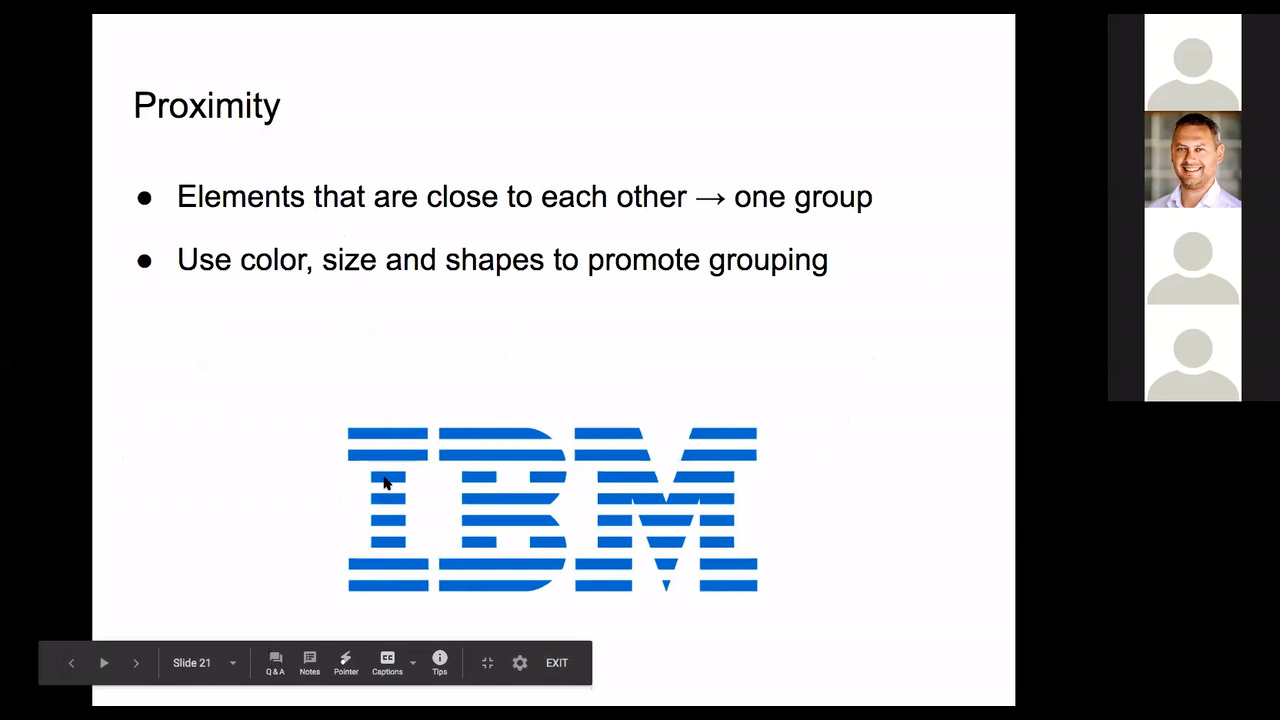 Proximity
● Elements that are close to each other → one group
● Use color, size and shapes to promote grouping
IBM
Slide 21
Q & A
Notes
Pointer
CC
Captions
Tips
EXIT